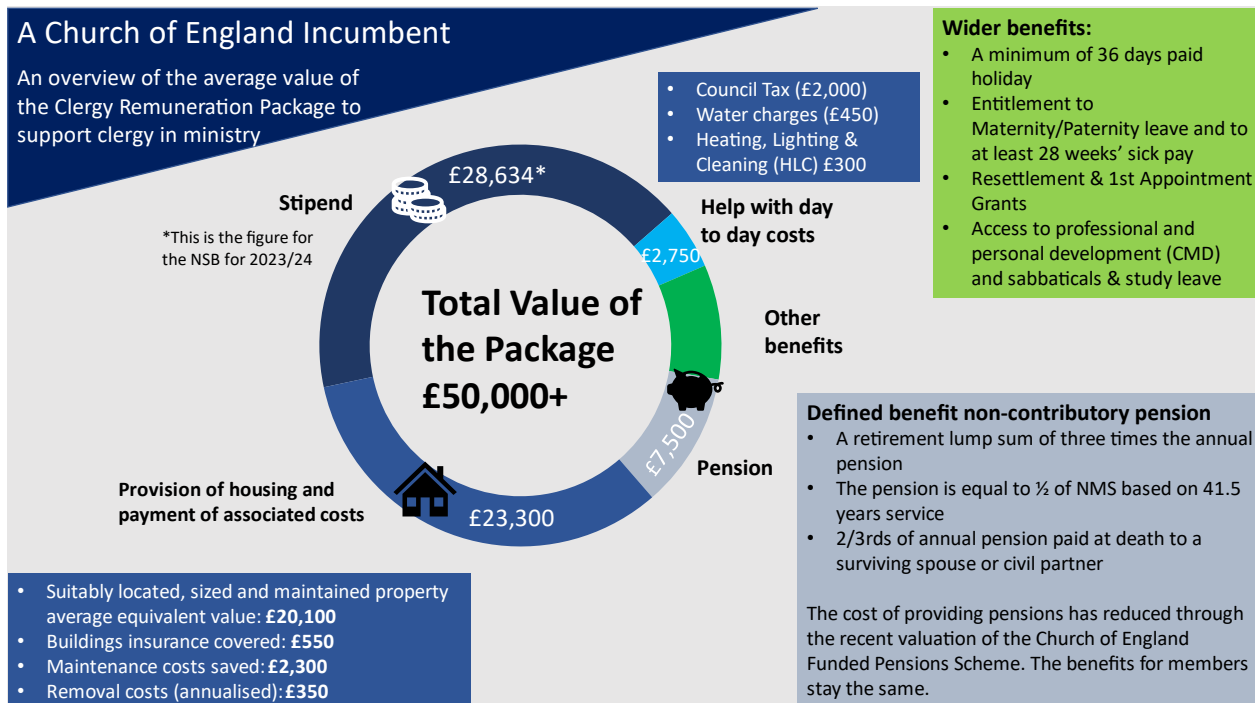 A Church of England Incumbent
An overview of the average value of
the Clergy Remuneration Package to
support clergy in ministry
• Council Tax (£2,000)
• Water charges (£450)
• Heating, Lighting &
Cleaning (HLC) £300
Wider benefits:
• A minimum of 36 days paid
holiday
• Entitlement to
Maternity/Paternity leave and to
at least 28 weeks’ sick pay
• Resettlement & 1st Appointment
Grants
• Access to professional and
personal development (CMD)
and sabbaticals & study leave
Stipend
*This is the figure for
the NSB for 2023/24
£28,634*
Help with day
to day costs
£2,750
Other
benefits
Total Value of
the Package
£50,000+
Pension
£7,500
Provision of housing and
payment of associated costs
£23,300
Defined benefit non-contributory pension
• A retirement lump sum of three times the annual
pension
• The pension is equal to ½ of NMS based on 41.5
years service
• 2/3rds of annual pension paid at death to a
surviving spouse or civil partner
The cost of providing pensions has reduced through
the recent valuation of the Church of England
Funded Pensions Scheme. The benefits for members
stay the same.
• Suitably located, sized and maintained property
average equivalent value: £20,100
• Buildings insurance covered: £550
• Maintenance costs saved: £2,300
• Removal costs (annualised): £350